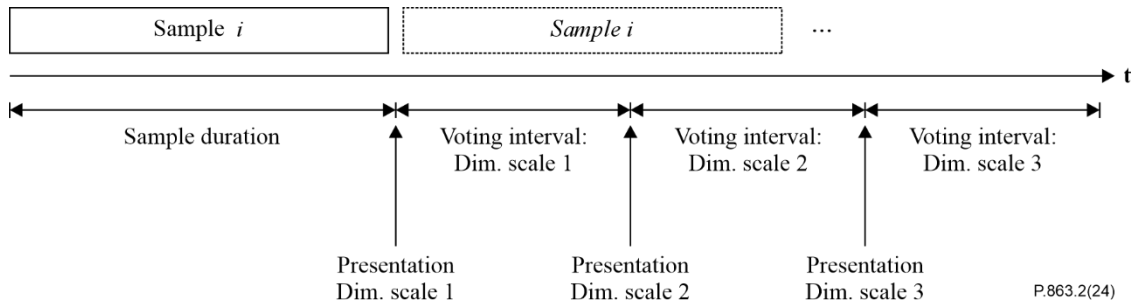 Sample i
Sample i
...
t
Sample duration
Voting interval:
Dim. scale 1
Voting interval:
Dim. scale 2
Voting interval:
Dim. scale 3
Presentation
Dim. scale 1
Presentation
Dim. scale 2
Presentation
Dim. scale 3
P.863.2(24)